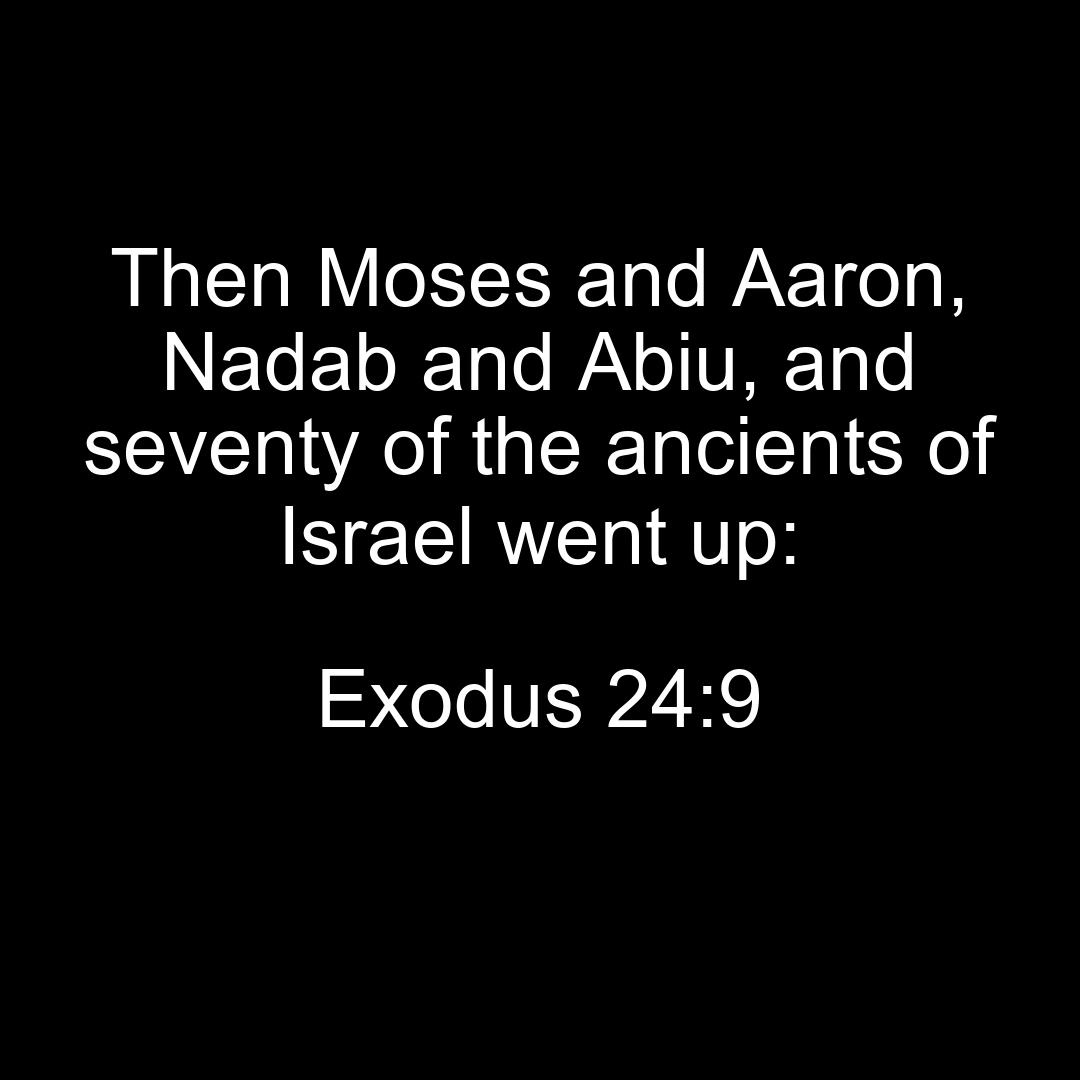 Then Moses and Aaron,
Nadab and Abiu, and
seventy of the ancients of
Israel went up:
Exodus 24:9